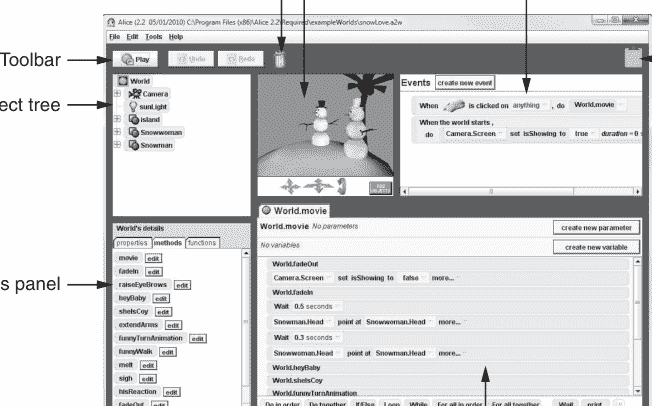 Alice (2.2 05/01/2010) C:\Program Files (x86)\Alice 2.2\Required\exampleWorlds\snowLove.a2w
File Edit Tools Help
Toolbar
Play Undo Redo
World
Camera
ect tree
sunLight
island
Snowwoman
Snowman
ADD OBJECTS
Events create new event
When is clicked on anything , do World.movie
When the world starts ,
do Camera.Screen set isShowing to true duration = 0 s
World's details
properties methods functions
movie edit
fadeIn edit
s panel
raiseEyeBrows edit
heyBaby edit
sheIsCoy edit
extendArms edit
funnyTurnAnimation edit
funnyWalk edit
melt edit
sigh edit
hisReaction edit
fadeOut edit
World.movie
World.movie No parameters create new parameter
No variables create new variable
World.fadeOut
Camera.Screen set isShowing to false more...
World.fadeIn
Wait 0.5 seconds
Snowman.Head point at Snowwoman.Head more...
Wait 0.3 seconds
Snowwoman.Head point at Snowman.Head more...
World.heyBaby
World.sheIsCoy
World.funnyTurnAnimation
Do in order Do together If/Else Loop While For all in order For all together Wait print